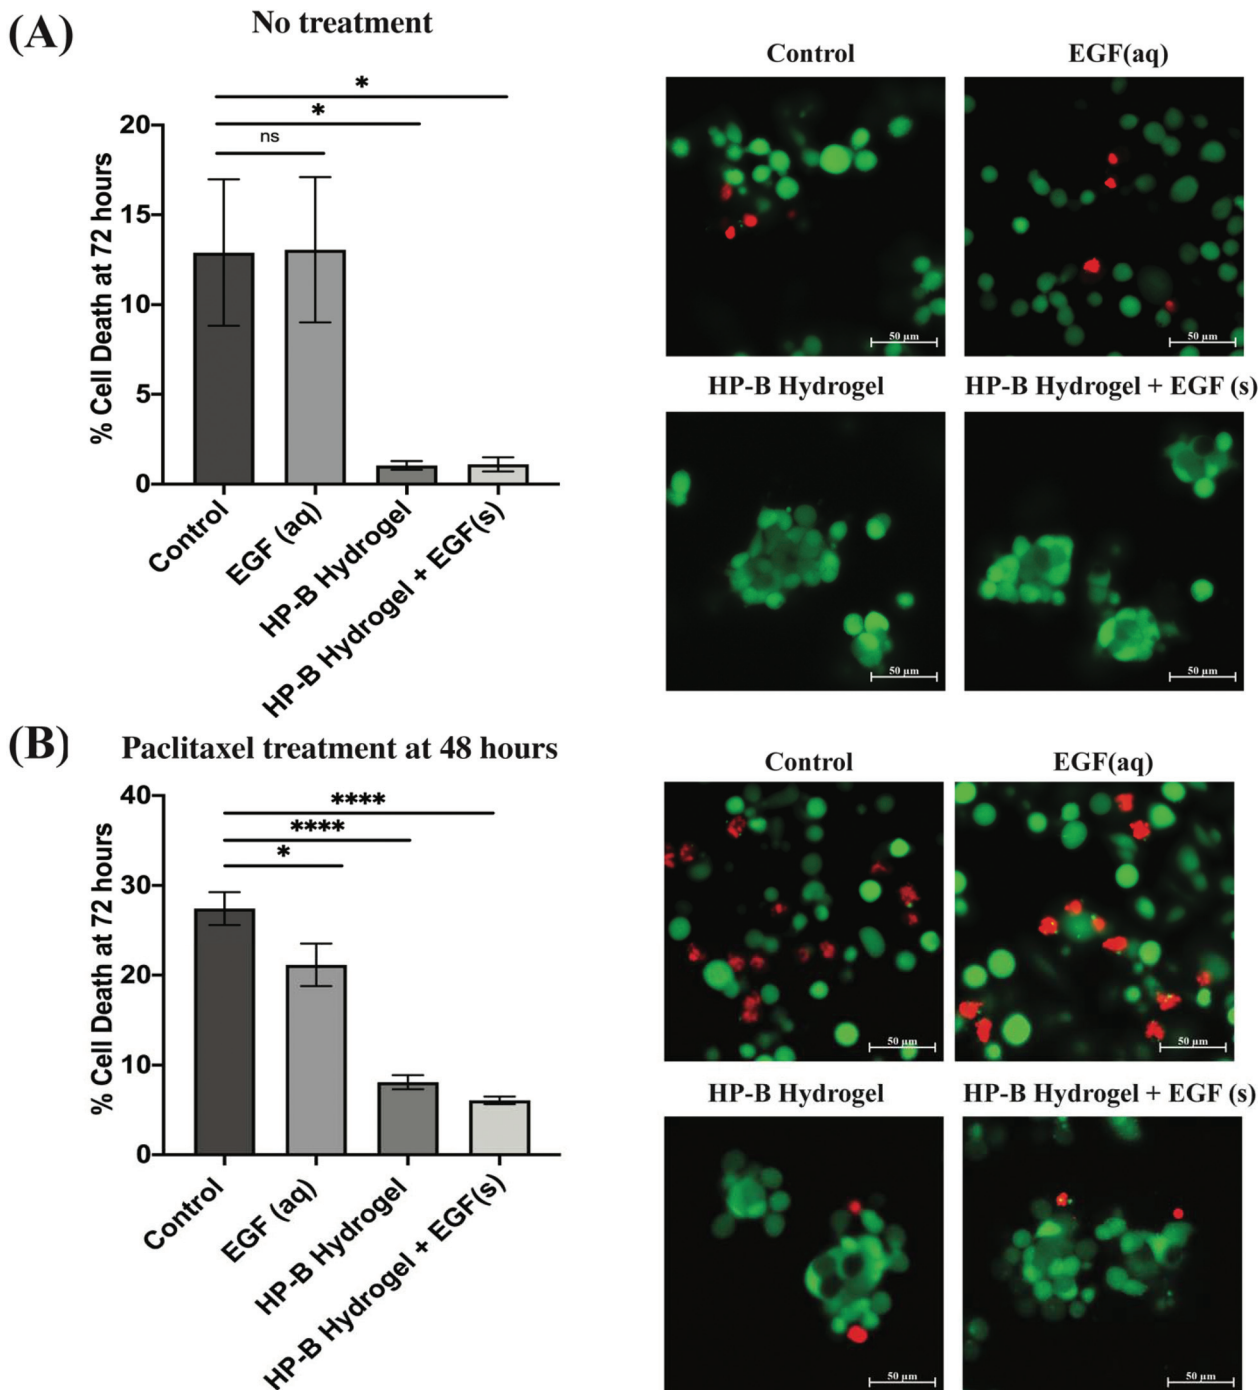 (A)
No treatment
% Cell Death at 72 hours
20
15
10
5
0
*
*
ns
Control
EGF (aq)
HP-B Hydrogel
HP-B Hydrogel + EGF(s)
Control
EGF(aq)
50 µm
50 µm
HP-B Hydrogel
HP-B Hydrogel + EGF (s)
50 µm
50 µm
(B)
Paclitaxel treatment at 48 hours
% Cell Death at 72 hours
40
30
20
10
0
****
****
*
Control
EGF (aq)
HP-B Hydrogel
HP-B Hydrogel + EGF(s)
Control
EGF(aq)
50 µm
50 µm
HP-B Hydrogel
HP-B Hydrogel + EGF (s)
50 µm
50 µm